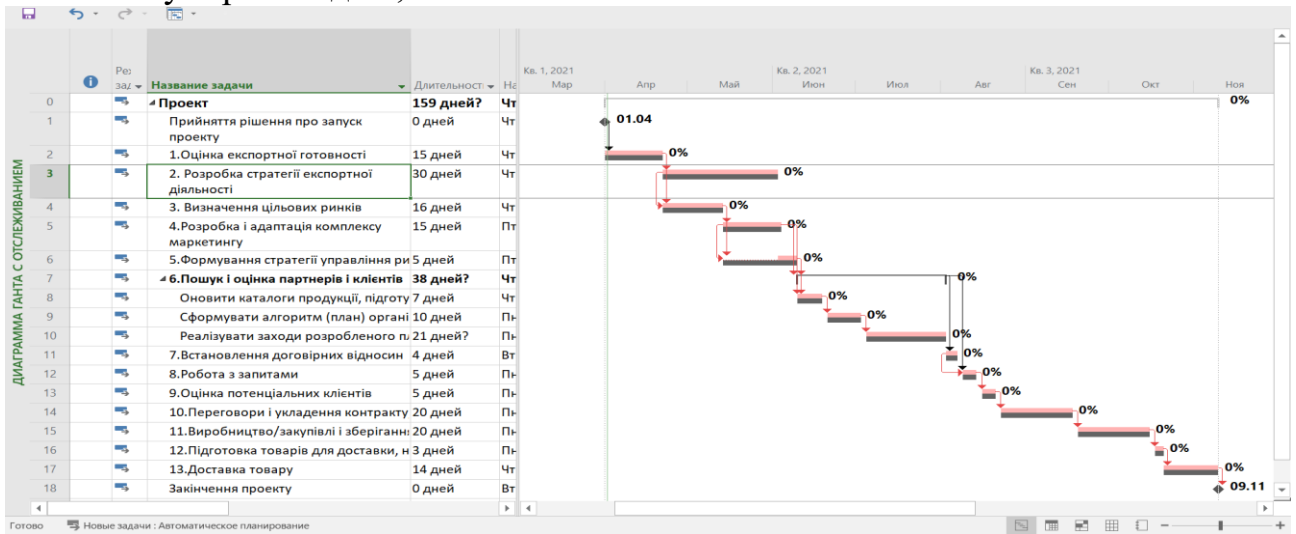 Кв. 1, 2021 Кв. 2, 2021 Кв. 3, 2021
Мар Апр Май Июн Июл Авг Сен Окт Ноя
Название задачи
0 Проект 159 дней? Чт 0%
1 Прийняття рішення про запуск 0 дней Чт 01.04
проекту
2 1.Оцінка експортної готовності 15 дней Чт 0%
3 2. Розробка стратегії експортної 30 дней Чт 0%
діяльності
4 3. Визначення цільових ринків 16 дней Чт 0%
5 4.Розробка і адаптація комплексу 15 дней Пт 0%
маркетингу
6 5.Формування стратегії управління ри 5 дней Пт 0%
7 6.Пошук і оцінка партнерів і клієнтів 38 дней? Чт 0%
8 Оновити каталоги продукції, підготу 7 дней Чт 0%
9 Сформувати алгоритм (план) органі 10 дней Пн 0%
10 Реалізувати заходи розробленого 21 дней? Пн 0%
11 7.Встановлення договірних відносин 4 дней Вт 0%
12 8.Робота з запитами 5 дней Пн 0%
13 9.Оцінка потенціальних клієнтів 5 дней Пн 0%
14 10.Переговори і укладення контракту 20 дней Пн 0%
15 11.Виробництво/закупівлі і 20 дней Пн 0%
16 12.Підготовка товарів для доставки, н 3 дней Пн 0%
17 13.Доставка товару 14 дней Чт 0%
18 Закінчення проекту 0 дней Вт 09.11
ДИАГРАММА ГАНТА С ОТСЛЕЖИВАНИЕМ
Готово Новые задачи : Автоматическое планирование